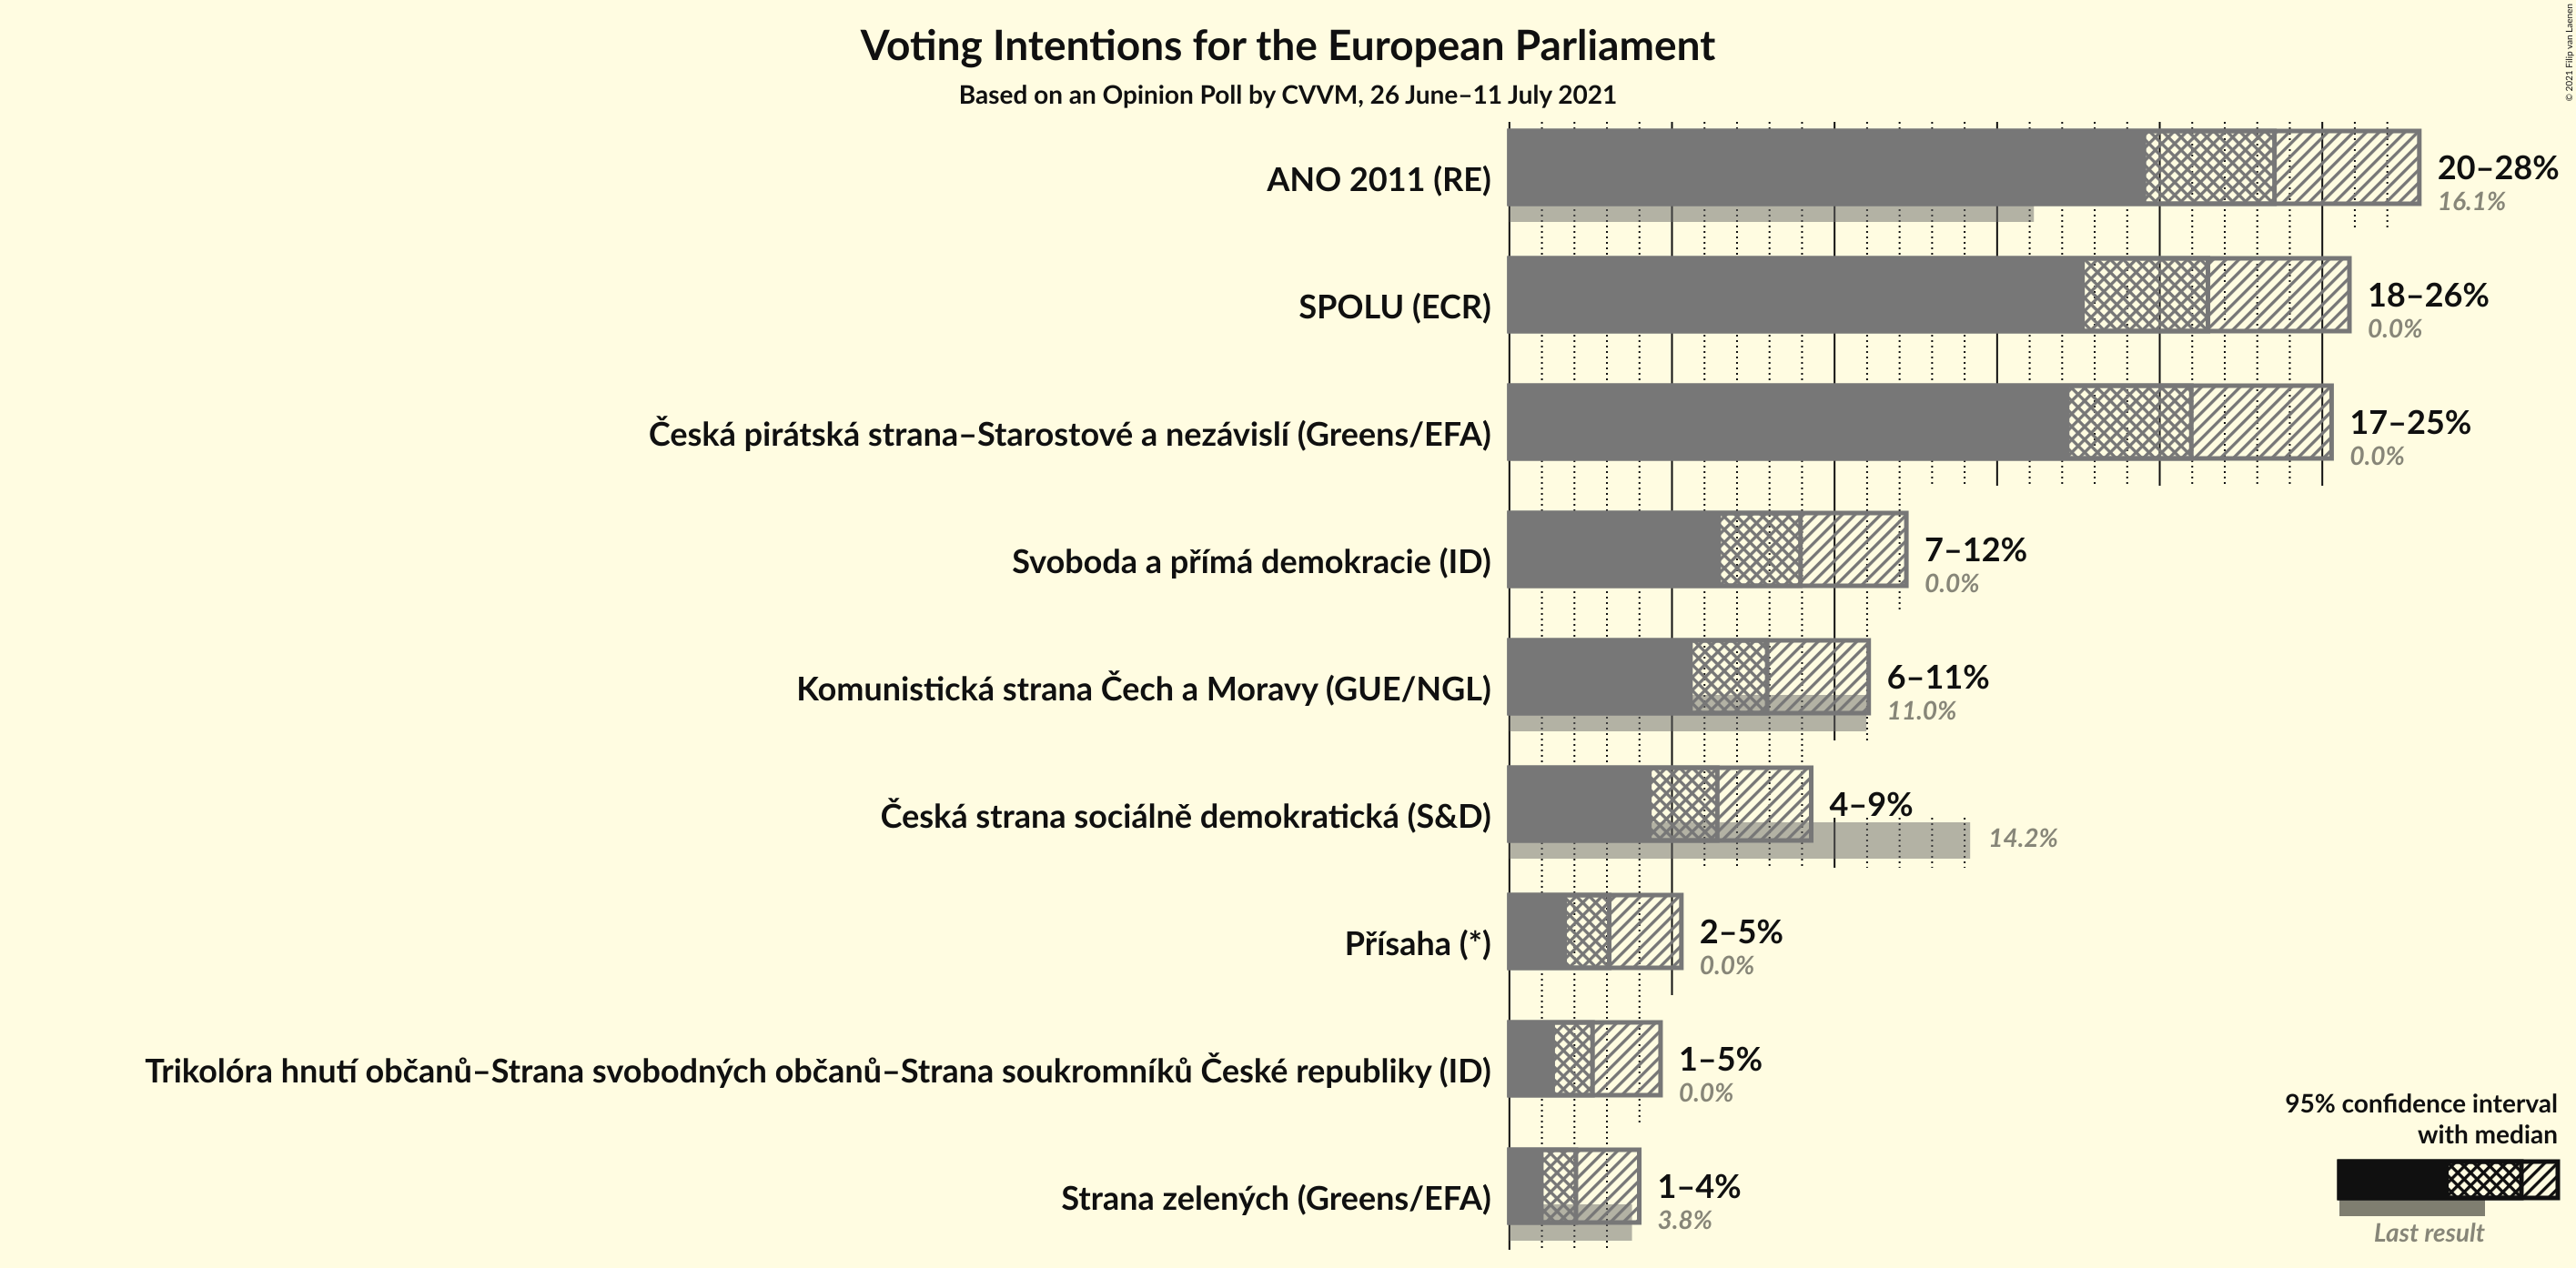 Voting Intentions for the European Parliament
Based on an Opinion Poll by CVVM, 26 June–11 July 2021
© 2021 Filip van Laenen
ANO 2011 (RE)
20–28%
16.1%
SPOLU (ECR)
18–26%
0.0%
Česká pirátská strana–Starostové a nezávislí (Greens/EFA)
17–25%
0.0%
Svoboda a přímá demokracie (ID)
7–12%
0.0%
Komunistická strana Čech a Moravy (GUE/NGL)
6–11%
11.0%
Česká strana sociálně demokratická (S&D)
4–9%
14.2%
Přísaha (*)
2–5%
0.0%
Trikolóra hnutí občanů–Strana svobodných občanů–Strana soukromníků České republiky (ID)
1–5%
0.0%
Strana zelených (Greens/EFA)
1–4%
3.8%
95% confidence interval
with median
Last result